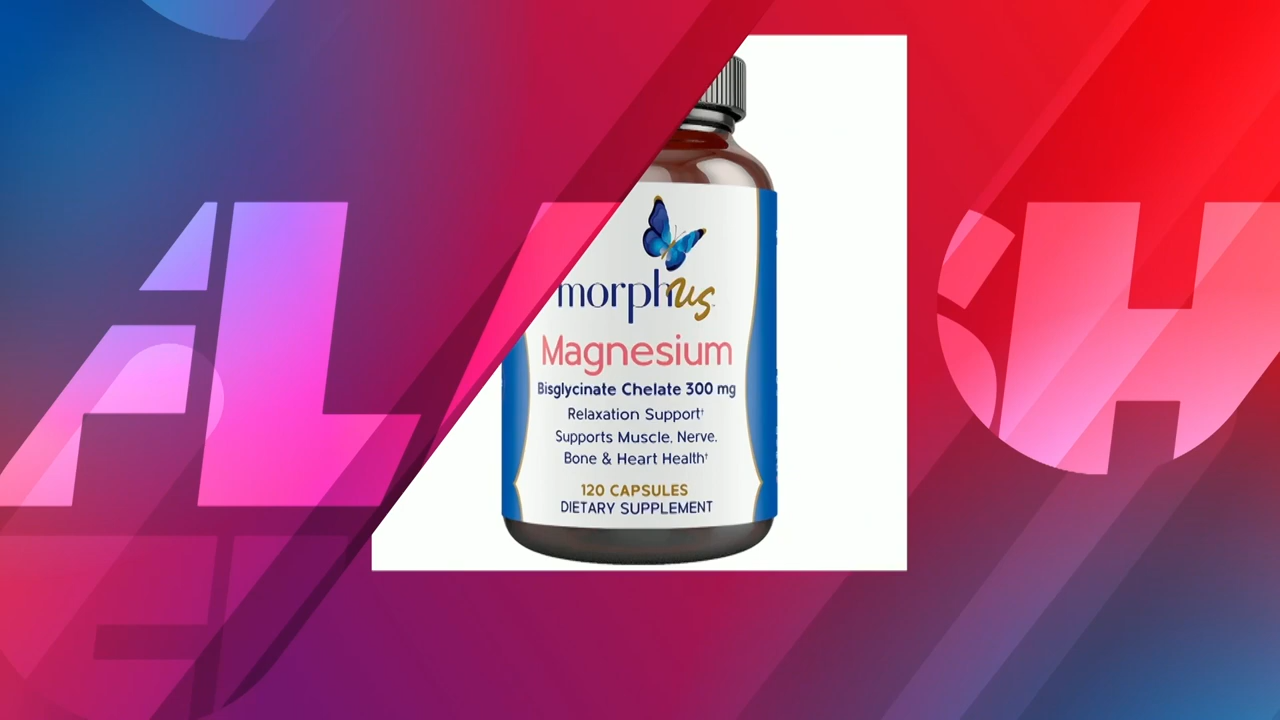 morphus
Magnesium
Bisglycinate Chelate 300 mg
Relaxation Support†
Supports Muscle, Nerve,
Bone & Heart Health†
120 CAPSULES
DIETARY SUPPLEMENT